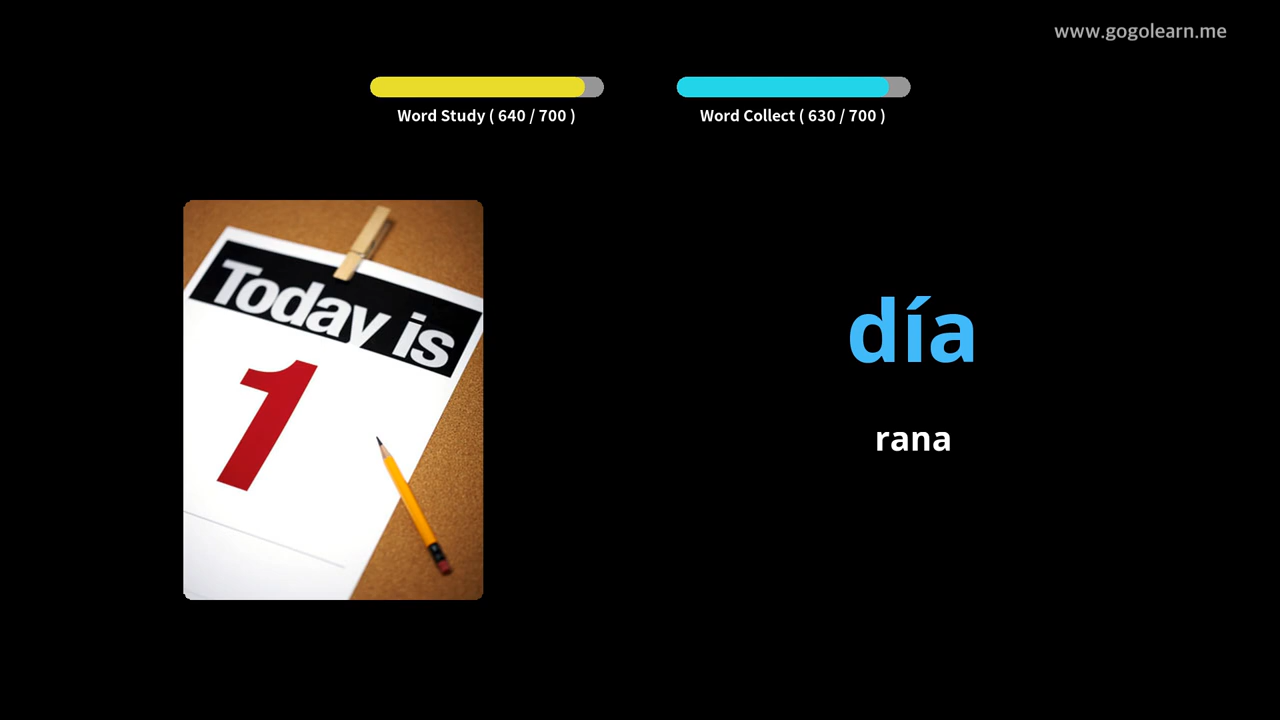 www.gogolearn.me
Word Study ( 640 / 700 )
Word Collect ( 630 / 700 )
Today is
1
día
rana